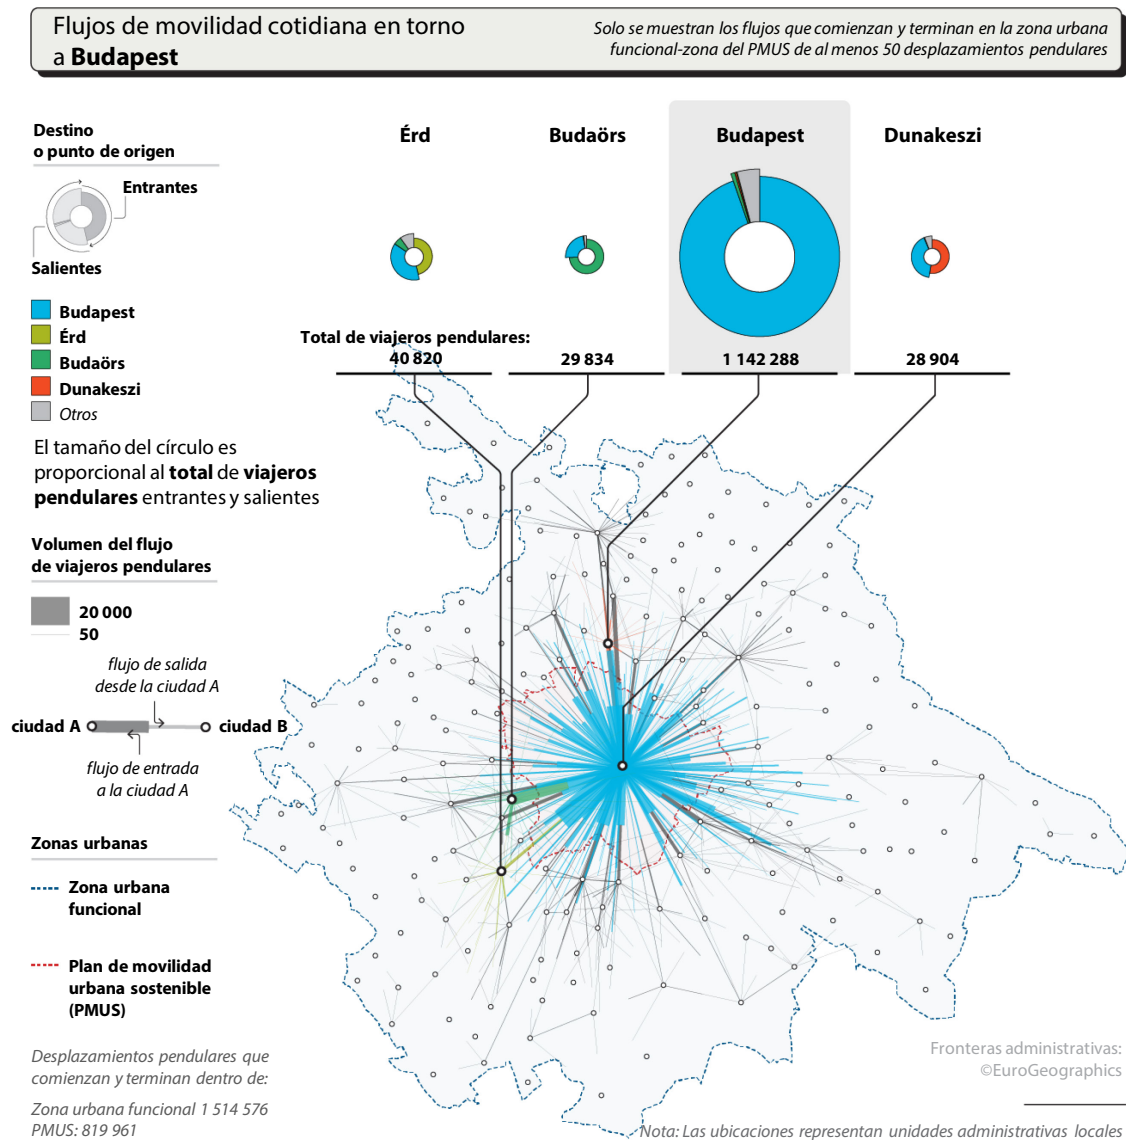 Flujos de movilidad cotidiana en torno
a Budapest
Solo se muestran los flujos que comienzan y terminan en la zona urbana
funcional-zona del PMUS de al menos 50 desplazamientos pendulares
Destino
o punto de origen
Entrantes
Salientes
Budapest
Érd
Budaörs
Dunakeszi
Otros
El tamaño del círculo es
proporcional al total de viajeros
pendulares entrantes y salientes
Érd
Budaörs
Budapest
Dunakeszi
Total de viajeros pendulares:
40 820
29 834
1 142 288
28 904
Volumen del flujo
de viajeros pendulares
20 000
50
flujo de salida
desde la ciudad A
ciudad A
ciudad B
flujo de entrada
a la ciudad A
Zonas urbanas
Zona urbana
funcional
Plan de movilidad
urbana sostenible
(PMUS)
Desplazamientos pendulares que
comienzan y terminan dentro de:
Zona urbana funcional 1 514 576
PMUS: 819 961
Fronteras administrativas:
©EuroGeographics
Nota: Las ubicaciones representan unidades administrativas locales